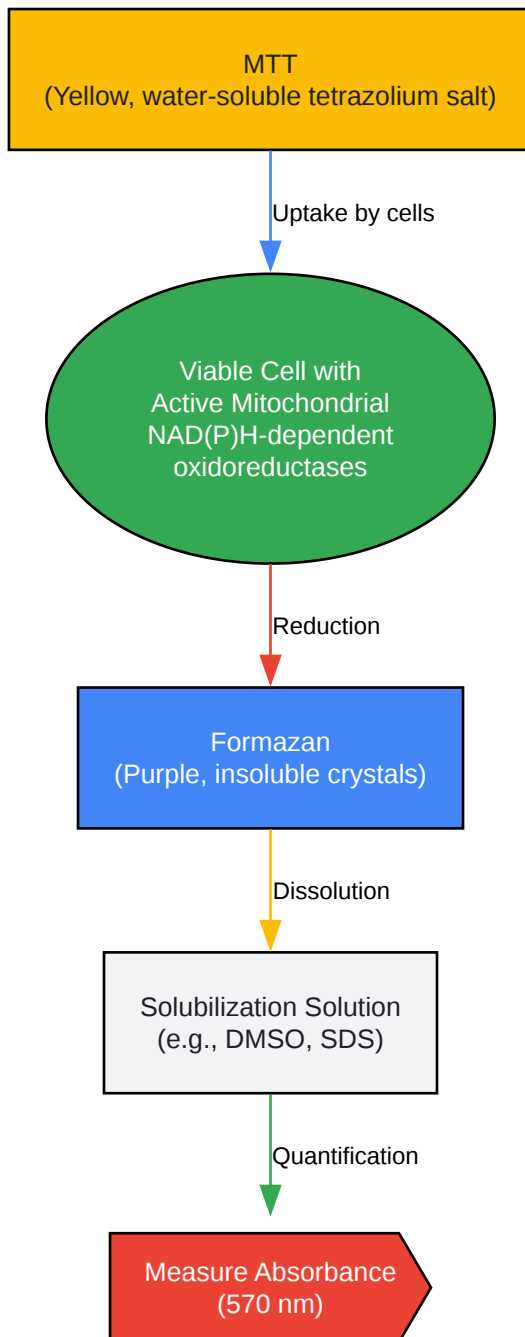 MTT
(Yellow, water-soluble tetrazolium salt)
Uptake by cells
Viable Cell with
Active Mitochondrial
NAD(P)H-dependent
oxidoreductases
Reduction
Formazan
(Purple, insoluble crystals)
Dissolution
Solubilization Solution
(e.g., DMSO, SDS)
Quantification
Measure Absorbance
(570 nm)